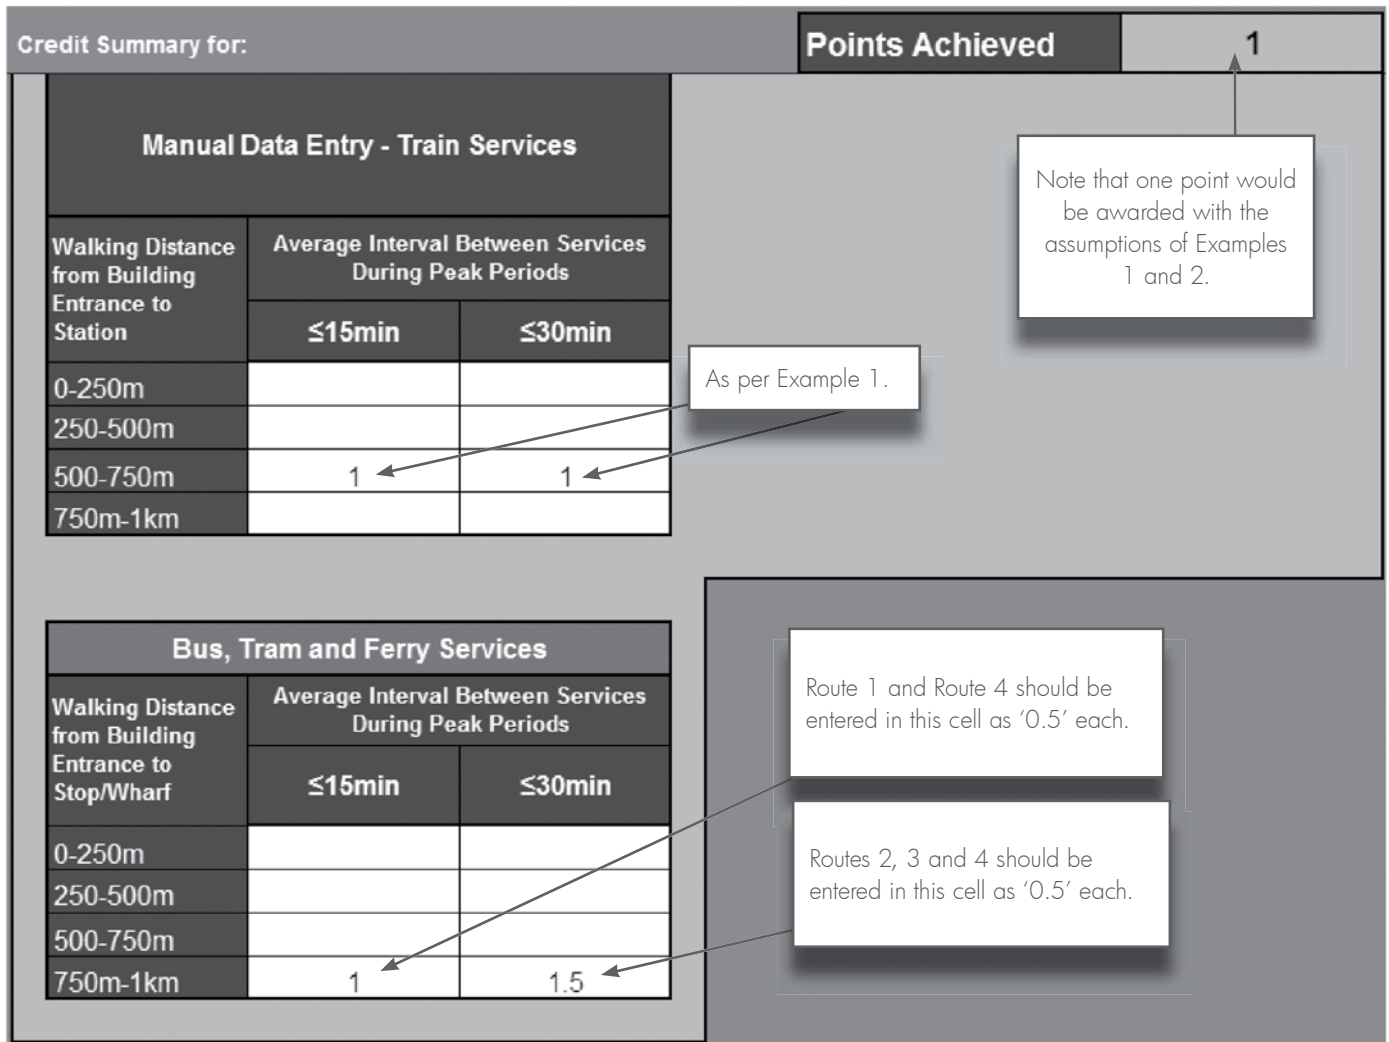 Credit Summary for:
Points Achieved
1
Note that one point would
be awarded with the
assumptions of Examples
1 and 2.
Manual Data Entry - Train Services
Walking Distance
from Building
Entrance to
Station
Average Interval Between Services
During Peak Periods
≤15min
≤30min
0-250m
250-500m
500-750m
1
1
750m-1km
As per Example 1.
Bus, Tram and Ferry Services
Walking Distance
from Building
Entrance to
Stop/Wharf
Average Interval Between Services
During Peak Periods
≤15min
≤30min
0-250m
250-500m
500-750m
750m-1km
1
1.5
Route 1 and Route 4 should be
entered in this cell as ‘0.5’ each.
Routes 2, 3 and 4 should be
entered in this cell as ‘0.5’ each.